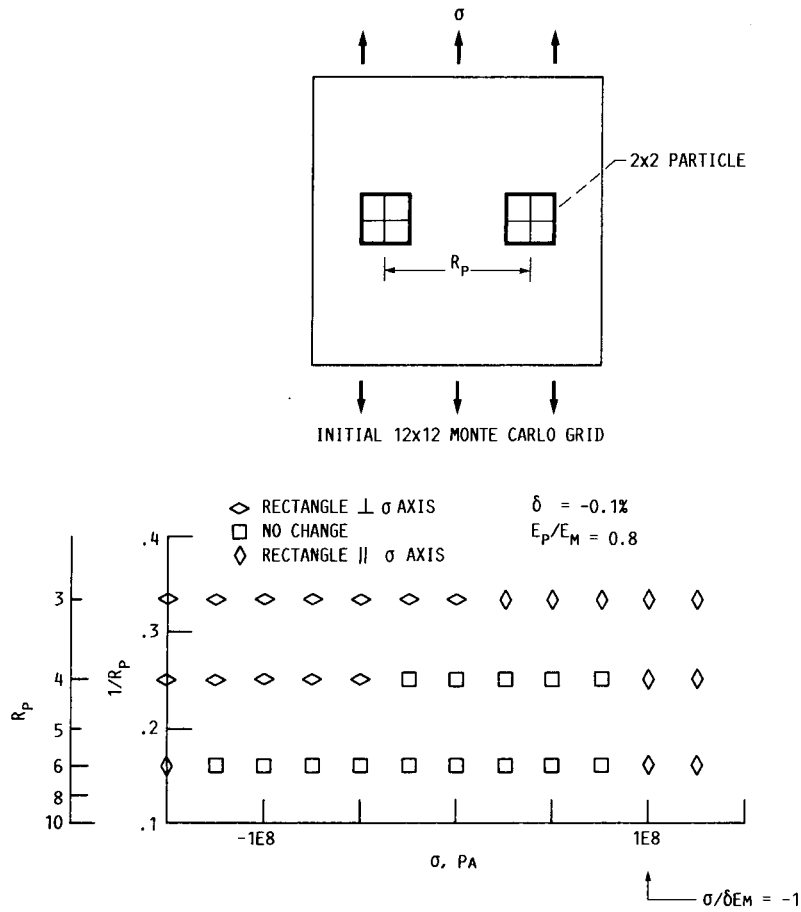 σ
2x2 PARTICLE
R_P
INITIAL 12x12 MONTE CARLO GRID
◇ RECTANGLE ⊥ σ AXIS
□ NO CHANGE
◇ RECTANGLE || σ AXIS
δ = -0.1%
E_P/E_M = 0.8
R_P
3
4
5
6
8
10
1/R_P
.4
.3
.2
.1
-1E8
1E8
σ, PA
σ/δEM = -1